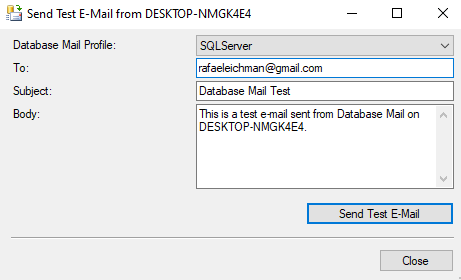 Send Test E-Mail from DESKTOP-NMGK4E4
Database Mail Profile: SQLServer
To: rafaeleichman@gmail.com
Subject: Database Mail Test
Body: This is a test e-mail sent from Database Mail on
DESKTOP-NMGK4E4.
Send Test E-Mail
Close